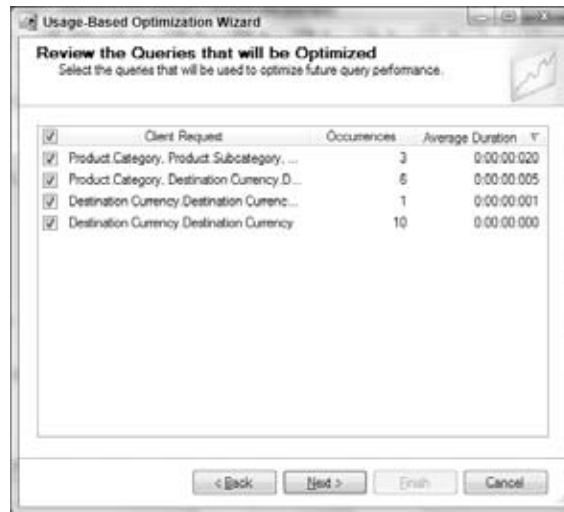 Usage-Based Optimization Wizard
Review the Queries that will be Optimized
Select the queries that will be used to optimize future query performance.
Client Request Occurrences Average Duration
Product.Category, Product.Subcategory, ... 3 0:00:00:020
Product.Category, Destination Currency.D... 6 0:00:00:005
Destination Currency.Destination Currenc... 1 0:00:00:001
Destination Currency.Destination Currency 10 0:00:00:000
< Back Next > Finish Cancel